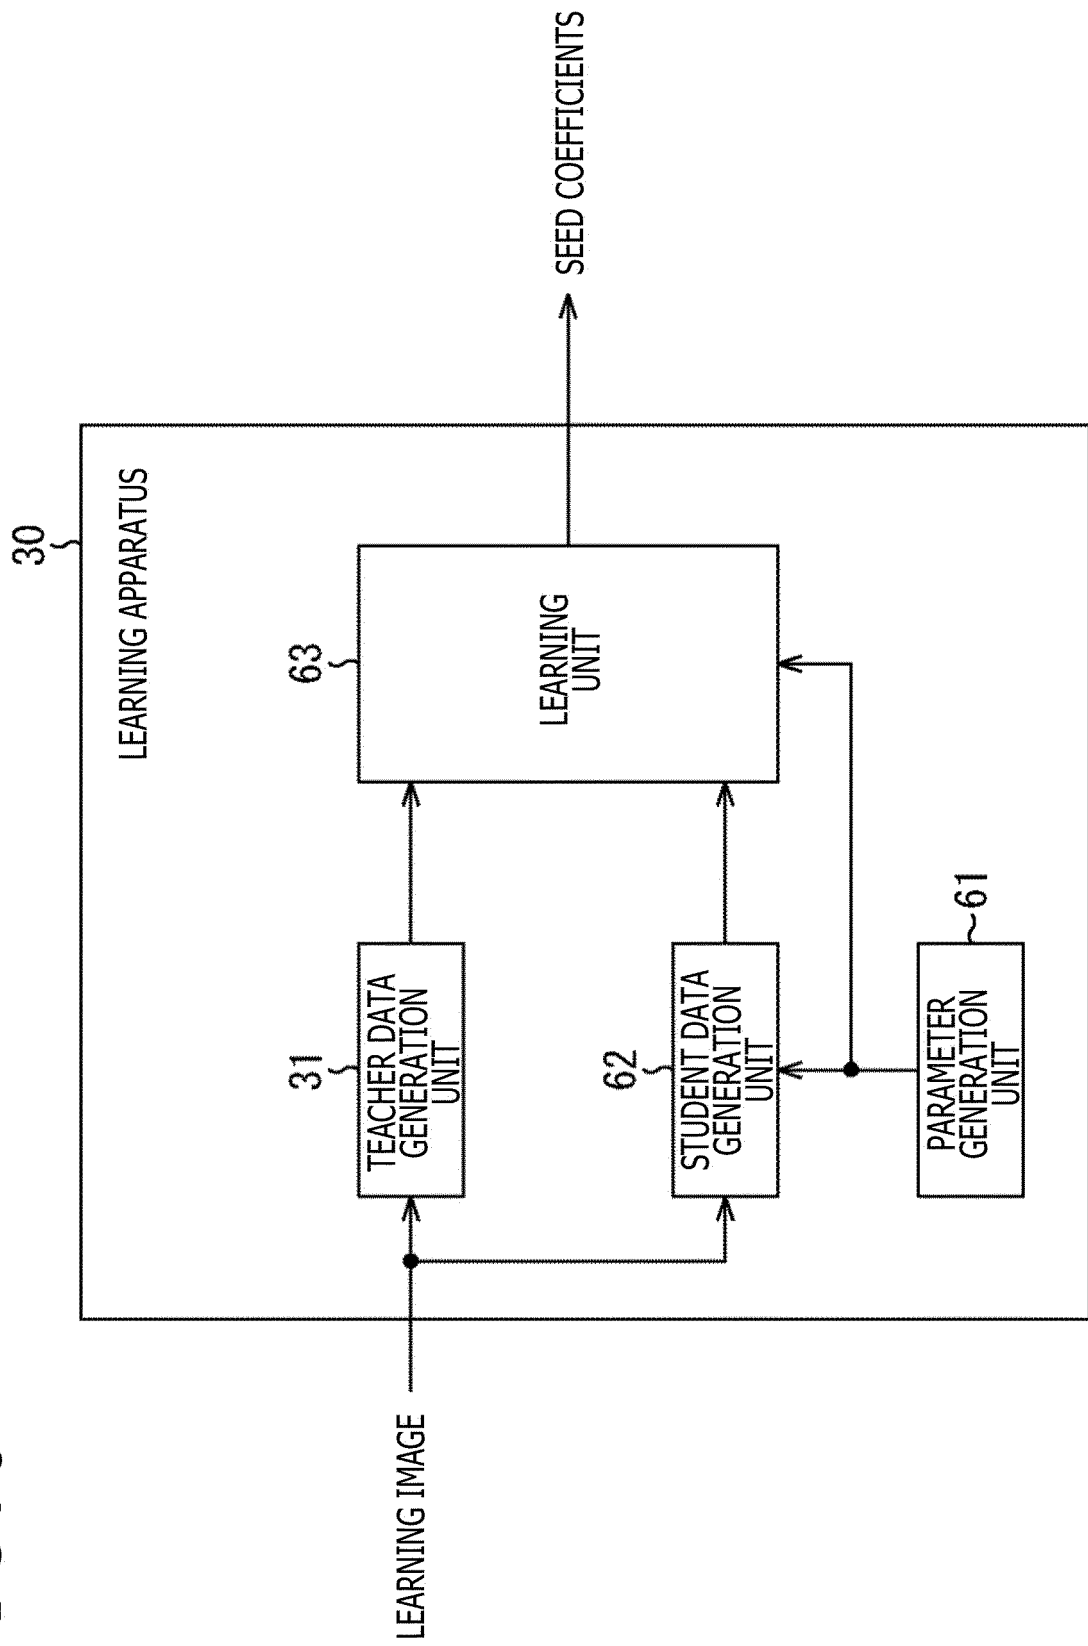 30
LEARNING APPARATUS
31
TEACHER DATA
GENERATION
UNIT
63
LEARNING
UNIT
LEARNING IMAGE
SEED COEFFICIENTS
62
STUDENT DATA
GENERATION
UNIT
61
PARAMETER
GENERATION
UNIT